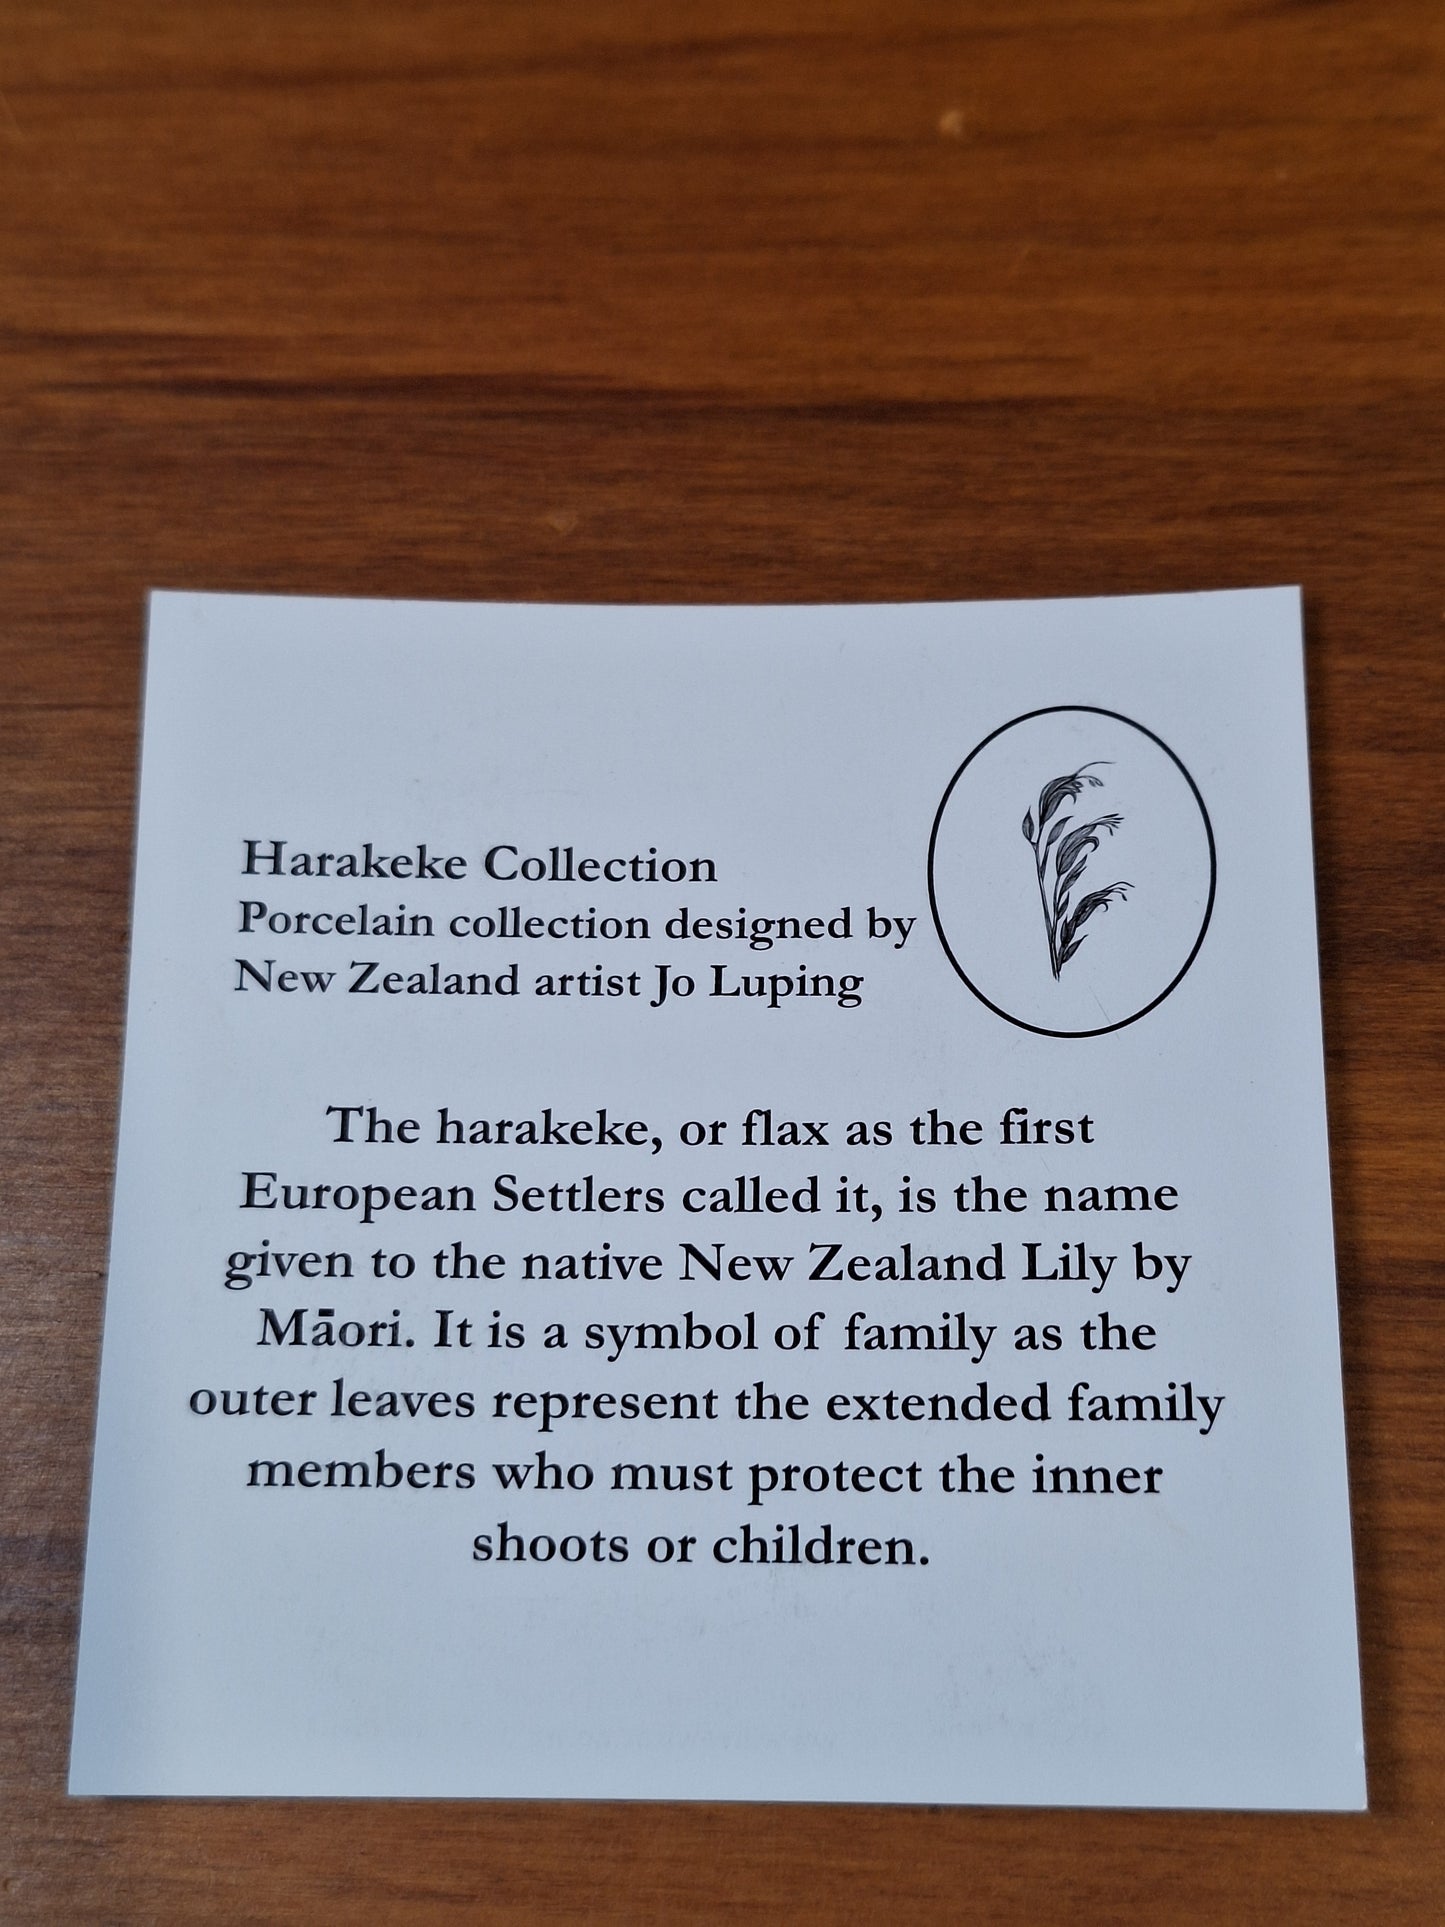 Harakeke Collection
Porcelain collection designed by
New Zealand artist Jo Luping
The harakeke, or flax as the first
European Settlers called it, is the name
given to the native New Zealand Lily by
Māori. It is a symbol of family as the
outer leaves represent the extended family
members who must protect the inner
shoots or children.